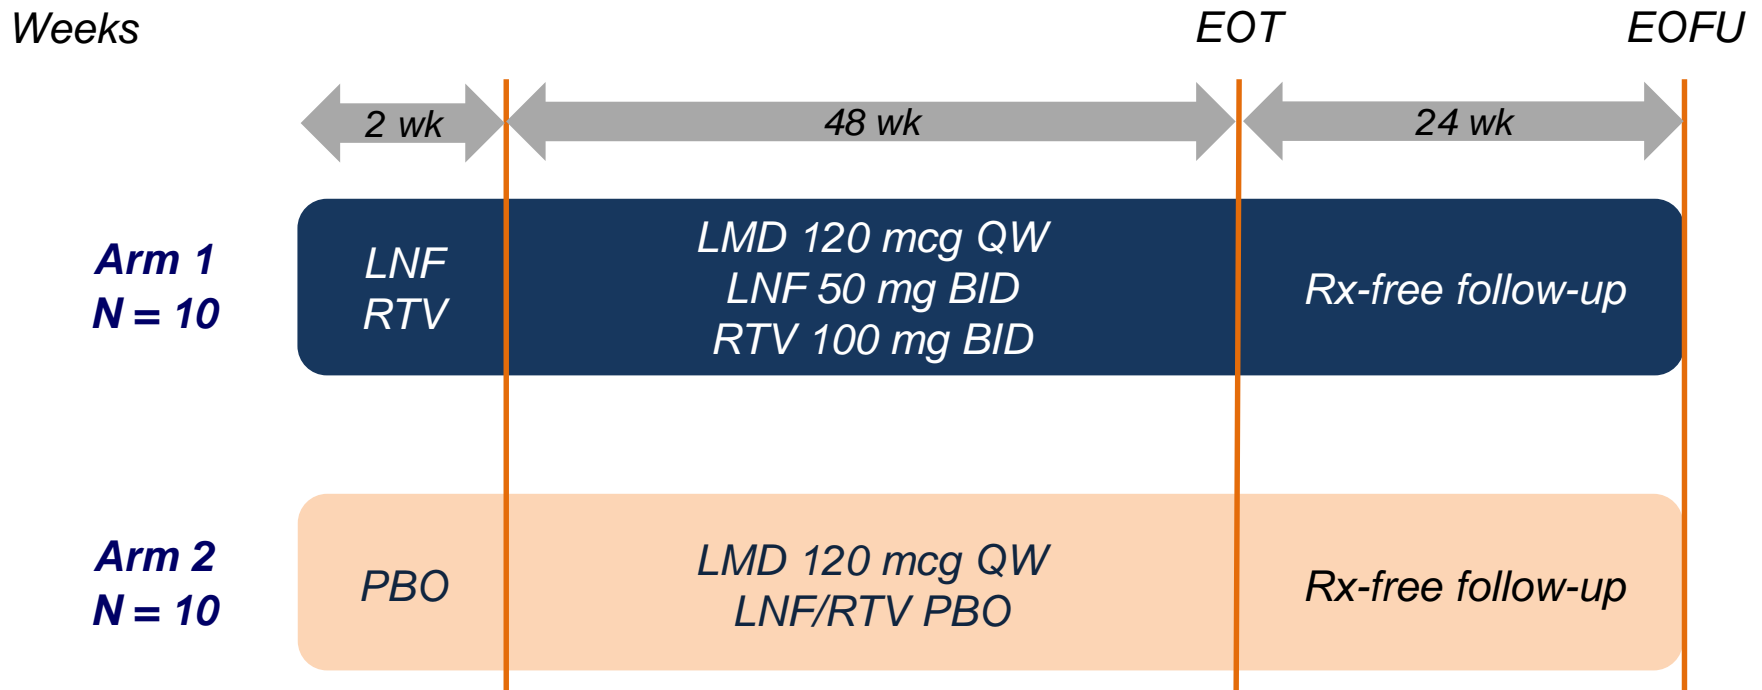 Weeks
EOT
EOFU
2 wk
48 wk
24 wk
Arm 1
N = 10
LNF
RTV
LMD 120 mcg QW
LNF 50 mg BID
RTV 100 mg BID
Rx-free follow-up
Arm 2
N = 10
PBO
LMD 120 mcg QW
LNF/RTV PBO
Rx-free follow-up